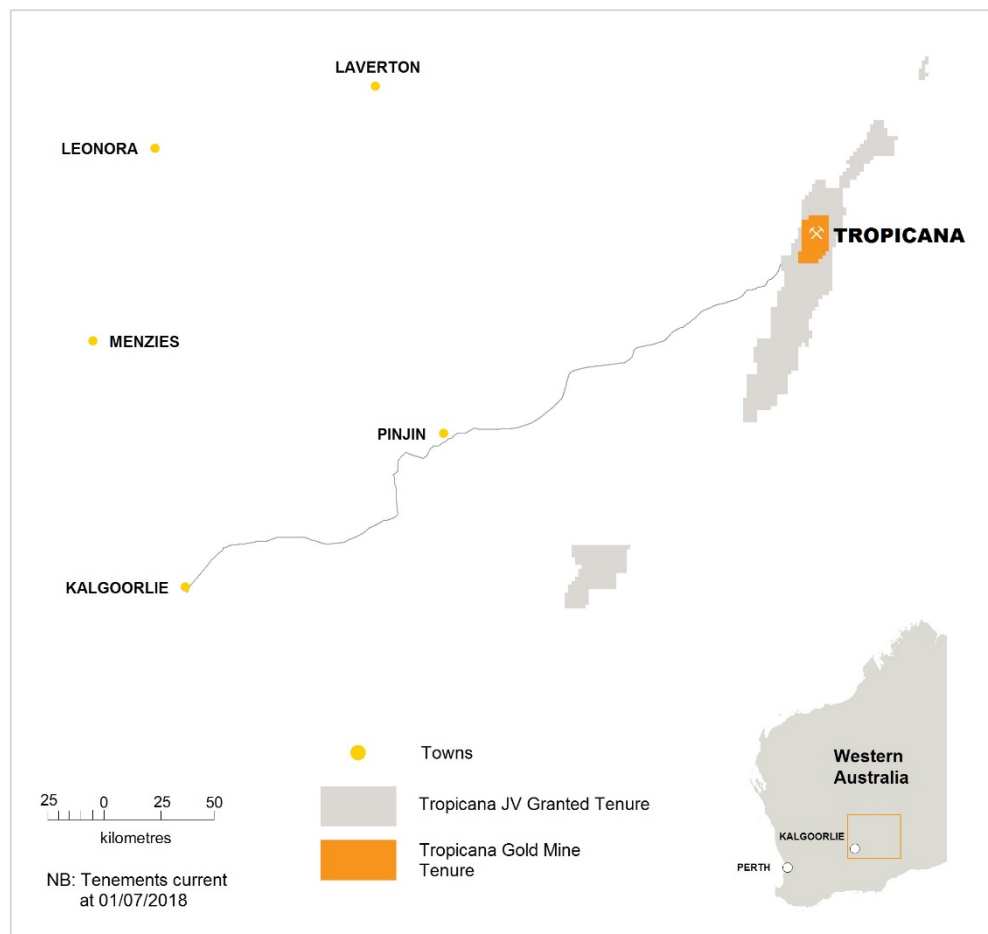 LAVERTON
LEONORA
TROPICANA
MENZIES
PINJIN
KALGOORLIE
Towns
Tropicana JV Granted Tenure
Tropicana Gold Mine
Tenure
25 0 25 50
kilometres
NB: Tenements current
at 01/07/2018
Western
Australia
KALGOORLIE
PERTH